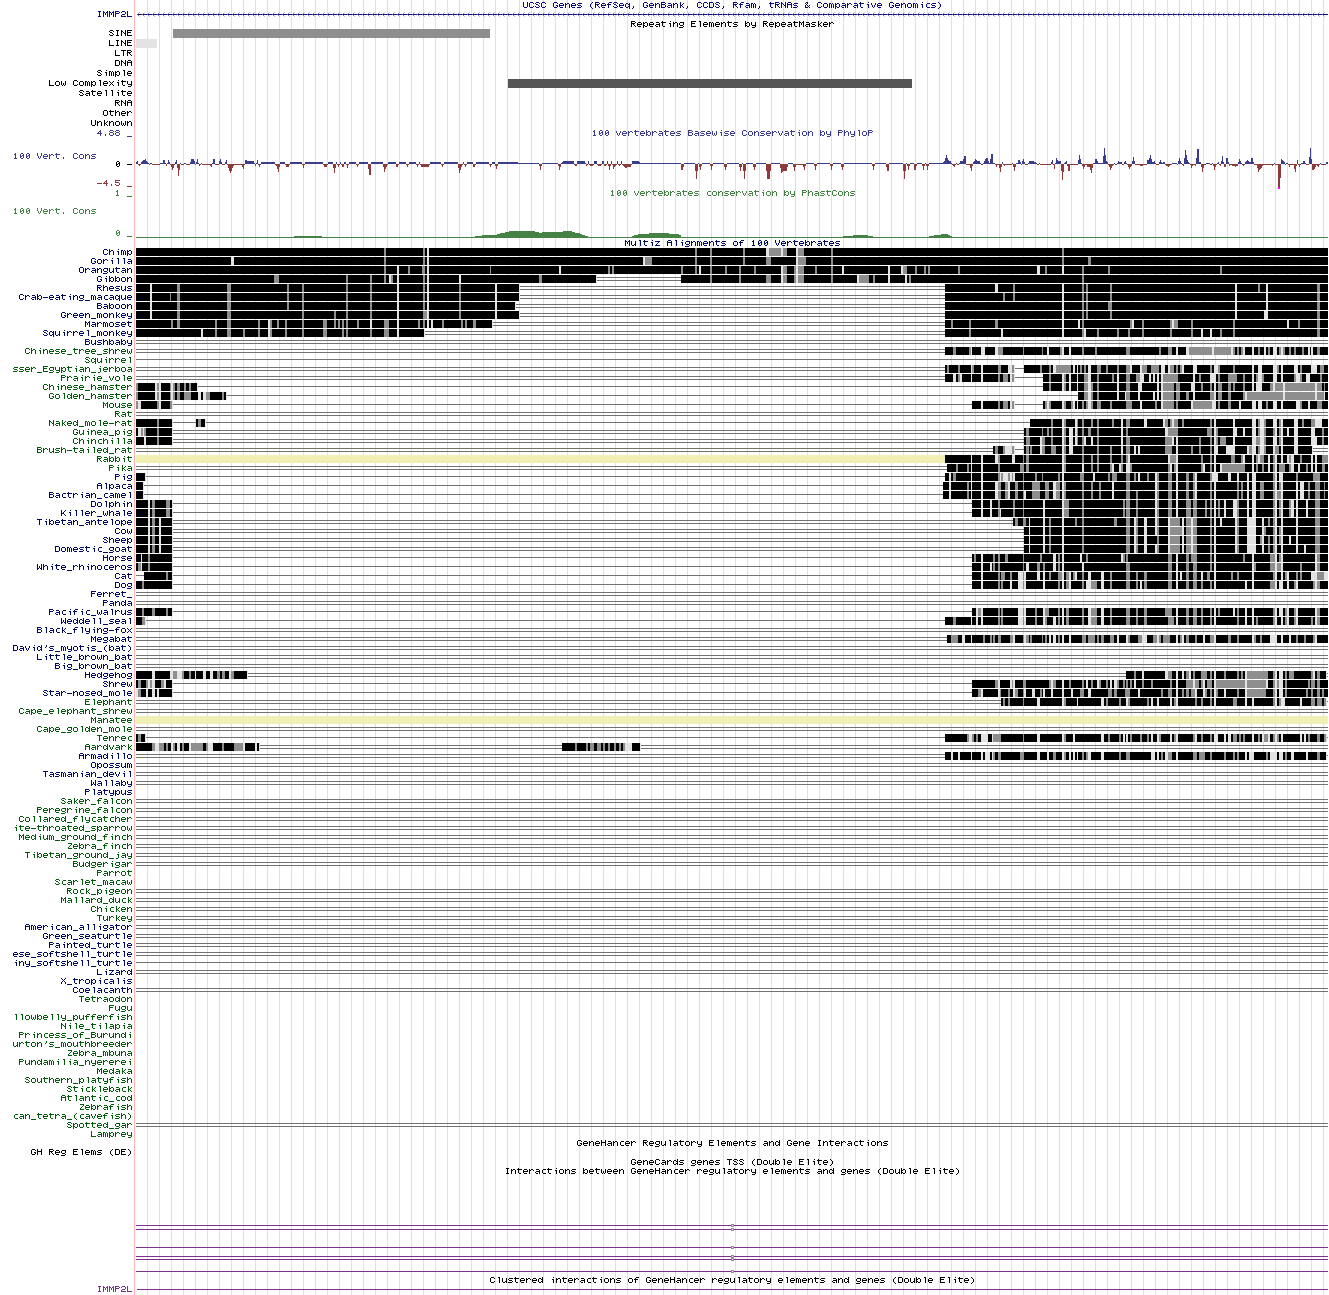 UCSC Genes (RefSeq, GenBank, CCDS, Rfam, tRNAs & Comparative Genomics)
IMMP2L
Repeating Elements by RepeatMasker
SINE
LINE
LTR
DNA
Simple
Low Complexity
Satellite
RNA
Other
Unknown
4.88 _
100 vertebrates Basewise Conservation by PhyloP
100 Vert. Cons
0 _
-4.5 _
1 _
100 vertebrates conservation by PhastCons
100 Vert. Cons
0 _
Multiz Alignments of 100 Vertebrates
Chimp
Gorilla
Orangutan
Gibbon
Rhesus
Crab-eating_macaque
Baboon
Green_monkey
Marmoset
Squirrel_monkey
Bushbaby
Chinese_tree_shrew
Squirrel
sser_Egyptian_jerboa
Prairie_vole
Chinese_hamster
Golden_hamster
Mouse
Rat
Naked_mole-rat
Guinea_pig
Chinchilla
Brush-tailed_rat
Rabbit
Pika
Pig
Alpaca
Bactrian_camel
Dolphin
Killer_whale
Tibetan_antelope
Cow
Sheep
Domestic_goat
Horse
White_rhinoceros
Cat
Dog
Ferret_
Panda
Pacific_walrus
Weddell_seal
Black_flying-fox
Megabat
David's_myotis_(bat)
Little_brown_bat
Big_brown_bat
Hedgehog
Shrew
Star-nosed_mole
Elephant
Cape_elephant_shrew
Manatee
Cape_golden_mole
Tenrec
Aardvark
Armadillo
Opossum
Tasmanian_devil
Wallaby
Platypus
Saker_falcon
Peregrine_falcon
Collared_flycatcher
ite-throated_sparrow
Medium_ground_finch
Zebra_finch
Tibetan_ground_jay
Budgerigar
Parrot
Scarlet_macaw
Rock_pigeon
Mallard_duck
Chicken
Turkey
American_alligator
Green_seaturtle
Painted_turtle
ese_softshell_turtle
iny_softshell_turtle
Lizard
X_tropicalis
Coelacanth
Tetraodon
Fugu
llowbelly_pufferfish
Nile_tilapia
Princess_of_Burundi
urton's_mouthbreeder
Zebra_mbuna
Pundamilia_nyererei
Medaka
Southern_platyfish
Stickleback
Atlantic_cod
Zebrafish
can_tetra_(cavefish)
Spotted_gar
Lamprey
GeneHancer Regulatory Elements and Gene Interactions
GH Reg Elems (DE)
GeneCards genes TSS (Double Elite)
Interactions between GeneHancer regulatory elements and genes (Double Elite)
Clustered interactions of GeneHancer regulatory elements and genes (Double Elite)
IMMP2L